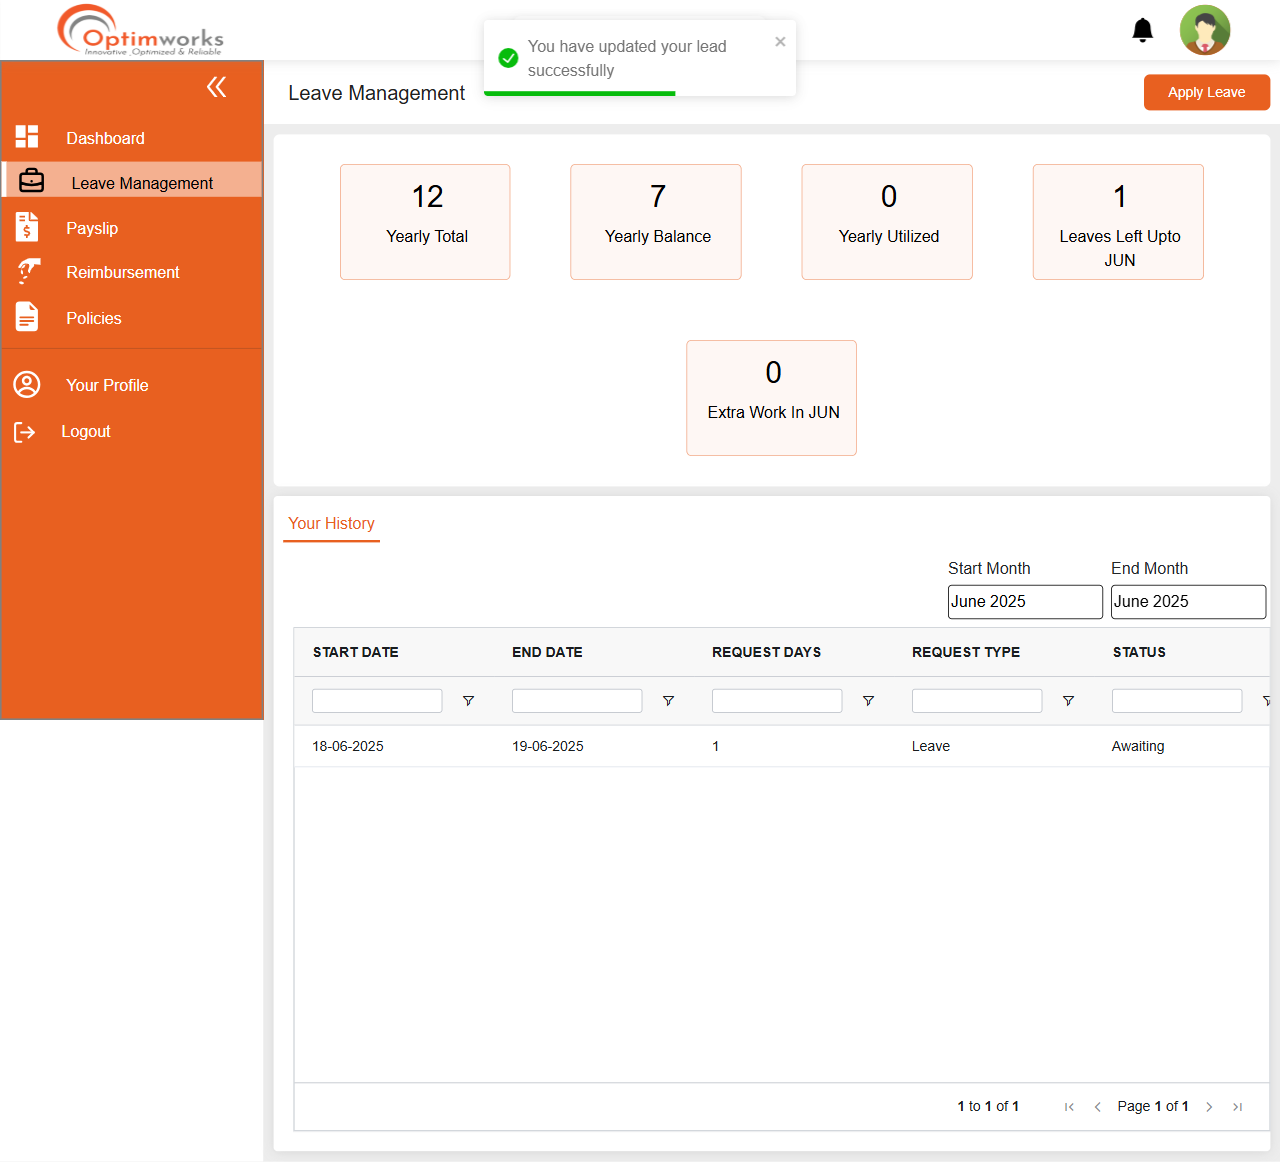 Optimworks
Innovative ,Optimized & Reliable
You have updated your lead
successfully
Leave Management
Apply Leave
Dashboard
Leave Management
Payslip
Reimbursement
Policies
Your Profile
Logout
12
Yearly Total
7
Yearly Balance
0
Yearly Utilized
1
Leaves Left Upto
JUN
0
Extra Work In JUN
Your History
Start Month
End Month
June 2025
June 2025
START DATE END DATE REQUEST DAYS REQUEST TYPE STATUS
18-06-2025 19-06-2025 1 Leave Awaiting
1 to 1 of 1 Page 1 of 1